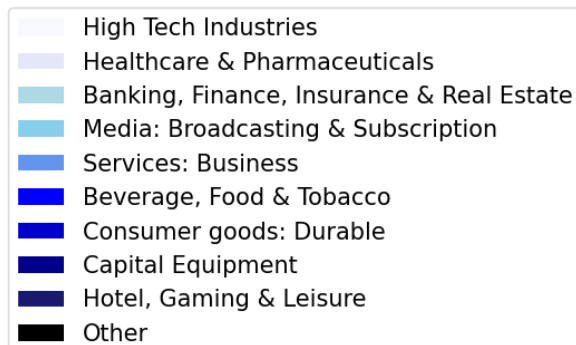 High Tech Industries
Healthcare & Pharmaceuticals
Banking, Finance, Insurance & Real Estate
Media: Broadcasting & Subscription
Services: Business
Beverage, Food & Tobacco
Consumer goods: Durable
Capital Equipment
Hotel, Gaming & Leisure
Other